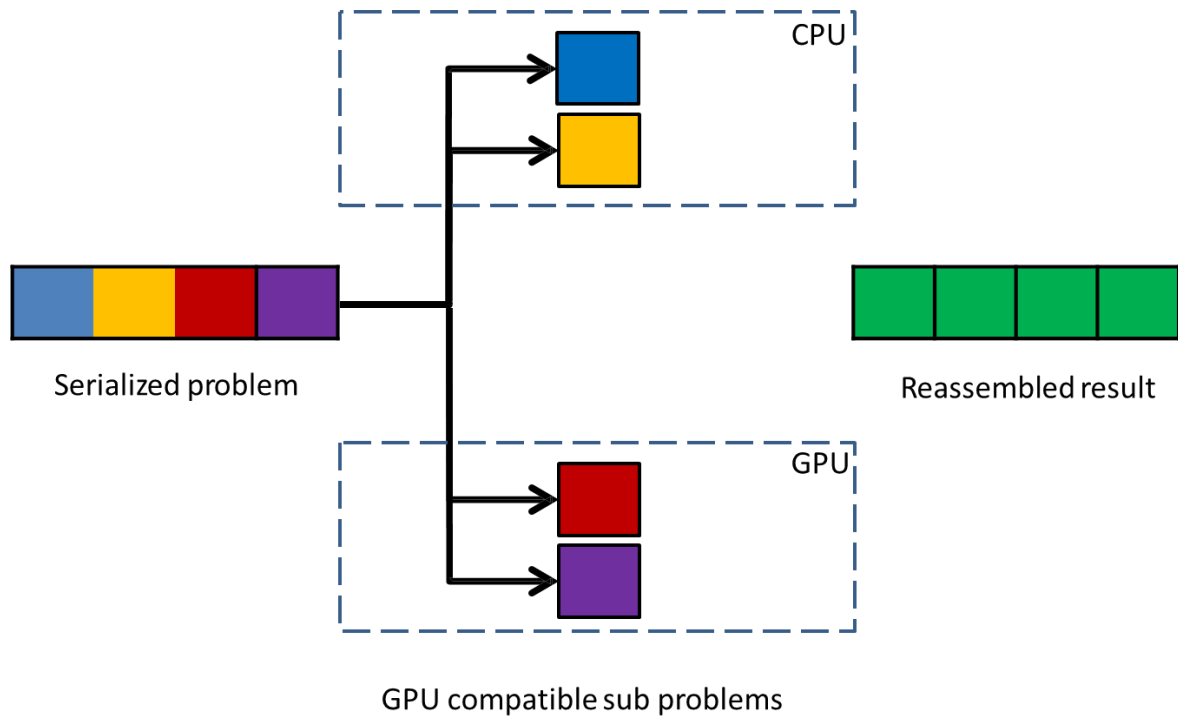 CPU
Serialized problem
Reassembled result
GPU
GPU compatible sub problems